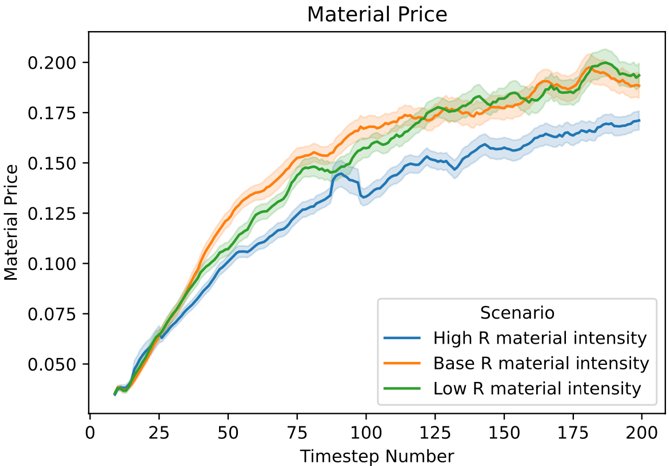 Material Price
Material Price
0.200
0.175
0.150
0.125
0.100
0.075
0.050
Scenario
High R material intensity
Base R material intensity
Low R material intensity
0 25 50 75 100 125 150 175 200
Timestep Number